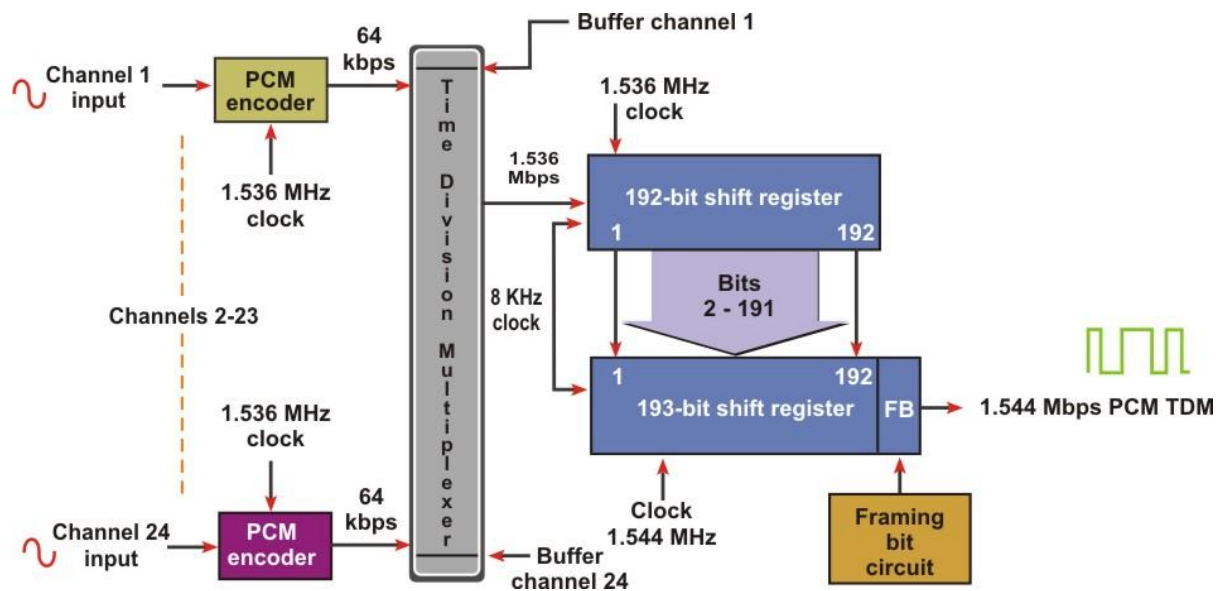 Channel 1
input
PCM
encoder
64
kbps
1.536 MHz
clock
Buffer channel 1
Time Division Multiplexer
1.536
Mbps
1.536 MHz
clock
192-bit shift register
1 192
Bits
2 - 191
8 KHz
clock
Channels 2-23
1 192
193-bit shift register
FB
1.544 Mbps PCM TDM
Clock
1.544 MHz
Framing
bit
circuit
1.536 MHz
clock
Channel 24
input
PCM
encoder
64
kbps
Buffer
channel 24